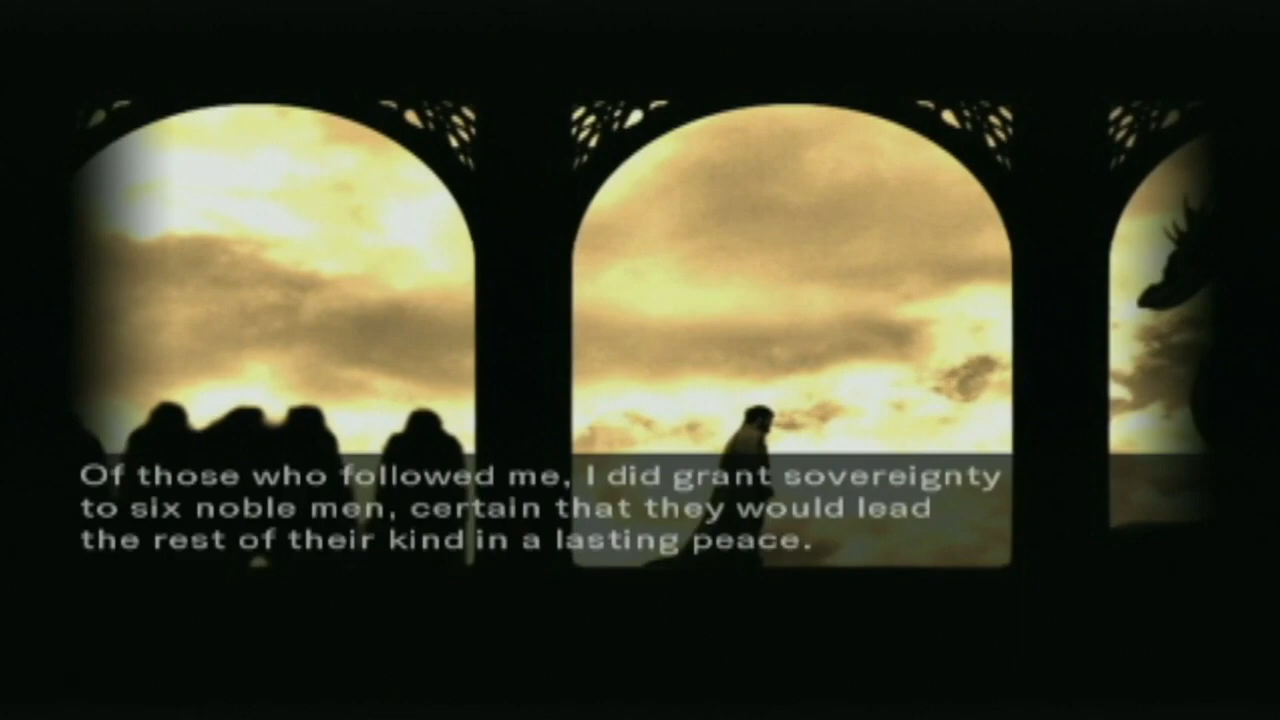 Of those who followed me, I did grant sovereignty
to six noble men, certain that they would lead
the rest of their kind in a lasting peace.